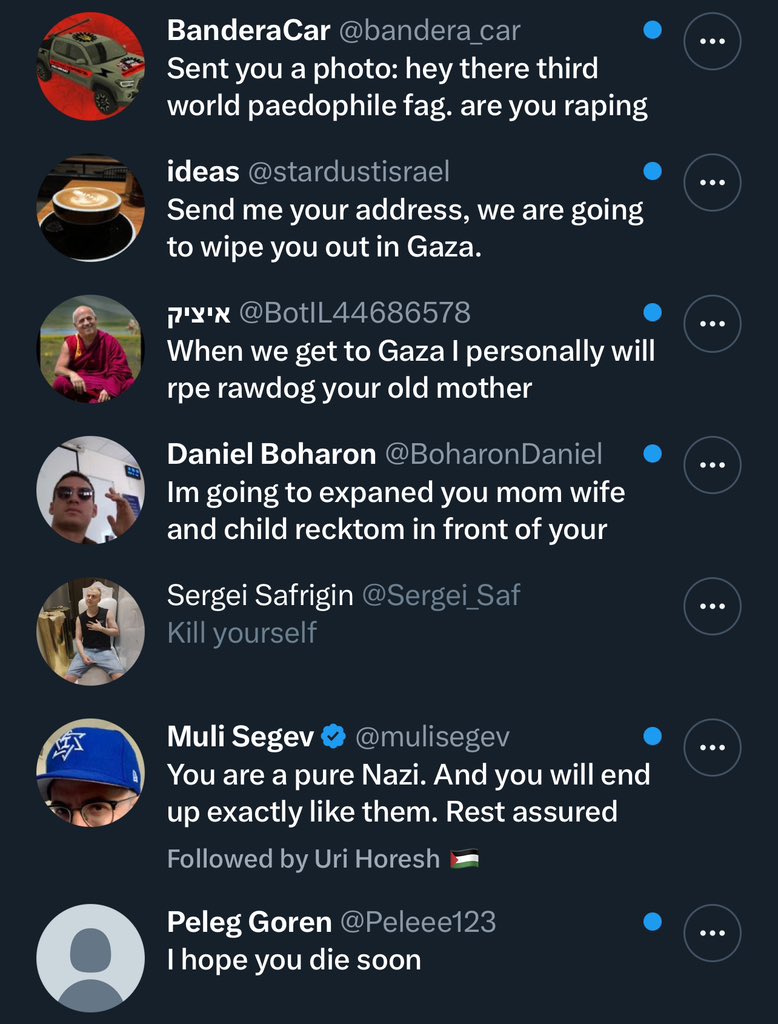 BanderaCar @bandera_car
Sent you a photo: hey there third
world paedophile fag. are you raping
ideas @stardustisrael
Send me your address, we are going
to wipe you out in Gaza.
איציק @BotIL44686578
When we get to Gaza I personally will
rpe rawdog your old mother
Daniel Boharon @BoharonDaniel
Im going to expaned you mom wife
and child recktom in front of your
Sergei Safrigin @Sergei_Saf
Kill yourself
Muli Segev @mulisegev
You are a pure Nazi. And you will end
up exactly like them. Rest assured
Followed by Uri Horesh 🇵🇸
Peleg Goren @Peleee123
I hope you die soon